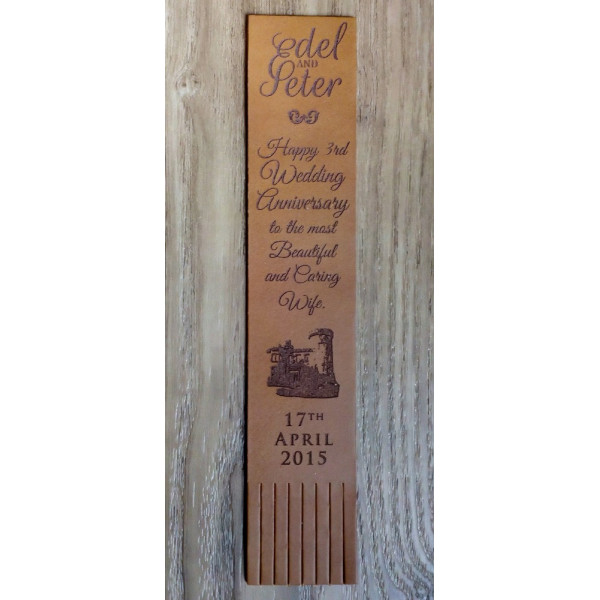 Edel
AND
Peter
Happy 3rd
Wedding
Anniversary
to the most
Beautiful
and Caring
Wife.
17TH
APRIL
2015